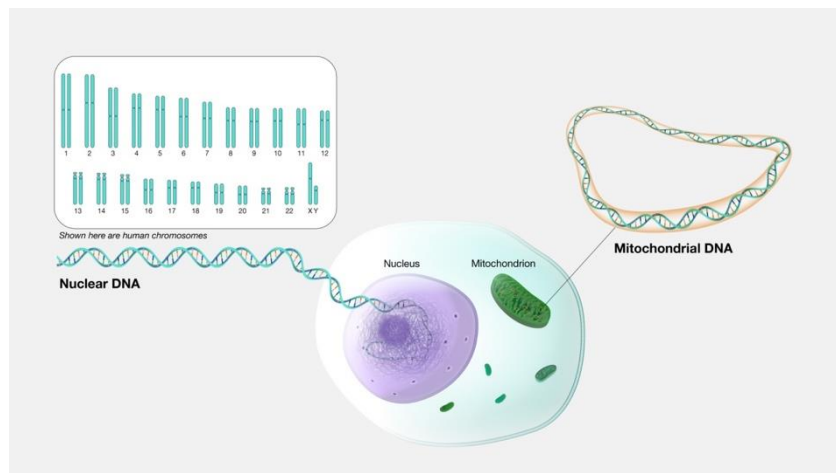 1 2 3 4 5 6 7 8 9 10 11 12
13 14 15 16 17 18 19 20 21 22 X Y
Shown here are human chromosomes
Nuclear DNA
Nucleus
Mitochondrion
Mitochondrial DNA